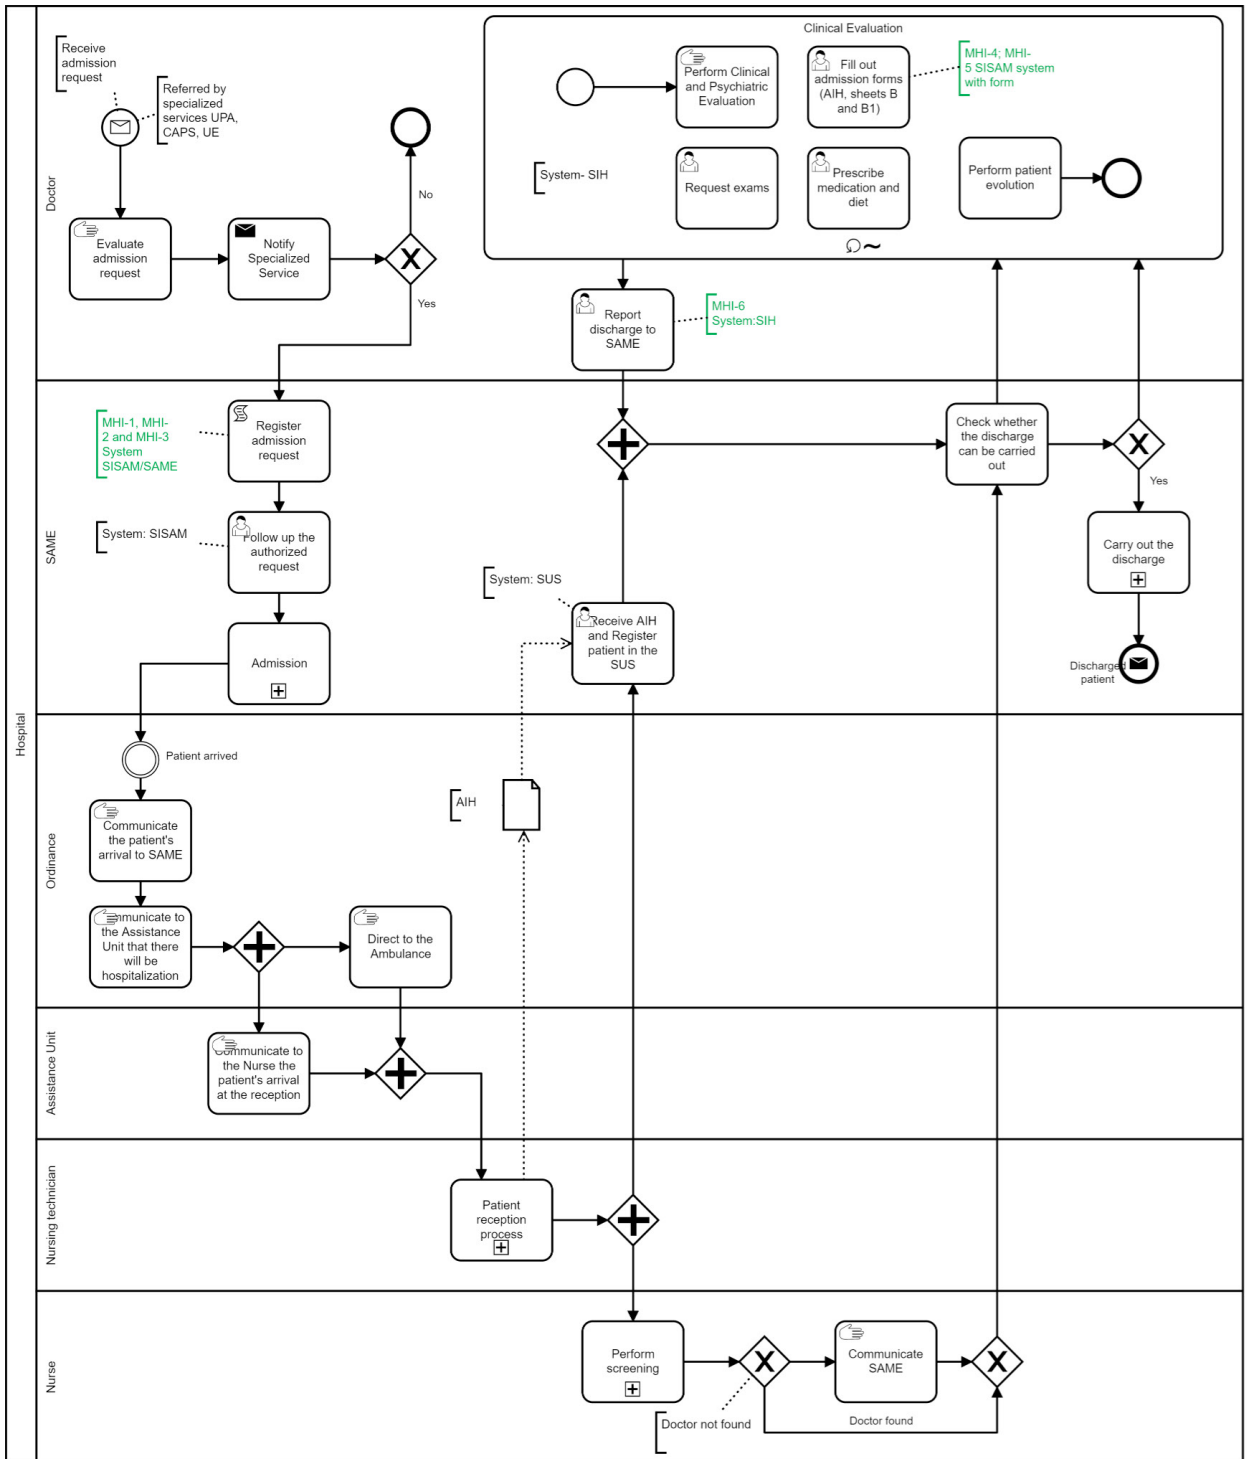 Hospital
Doctor
Receive
admission
request
Referred by
specialized
services UPA,
CAPS, UE
Evaluate
admission
request
Notify
Specialized
Service
No
Yes
Clinical Evaluation
Perform Clinical
and Psychiatric
Evaluation
Fill out
admission forms
(AIH, sheets B
and B1)
MHI-4; MHI-
5 SISAM system
with form
System- SIH
Request exams
Prescribe
medication and
diet
Perform patient
evolution
Report
discharge to
SAME
MHI-6
System:SIH
SAME
MHI-1, MHI-
2 and MHI-3
System
SISAM/SAME
Register
admission
request
System: SISAM
Follow up the
authorized
request
Admission
System: SUS
Receive AIH
and Register
patient in the
SUS
Check whether
the discharge
can be carried
out
Yes
Carry out the
discharge
Discharged
patient
Ordinance
Patient arrived
Communicate
the patient's
arrival to SAME
mmunicate to
the Assistance
Unit that there
will be
hospitalization
Direct to the
Ambulance
AIH
Assistance Unit
Communicate to
the Nurse the
patient's arrival
at the reception
Nursing technician
Patient
reception
process
Nurse
Perform
screening
Communicate
SAME
Doctor not found
Doctor found